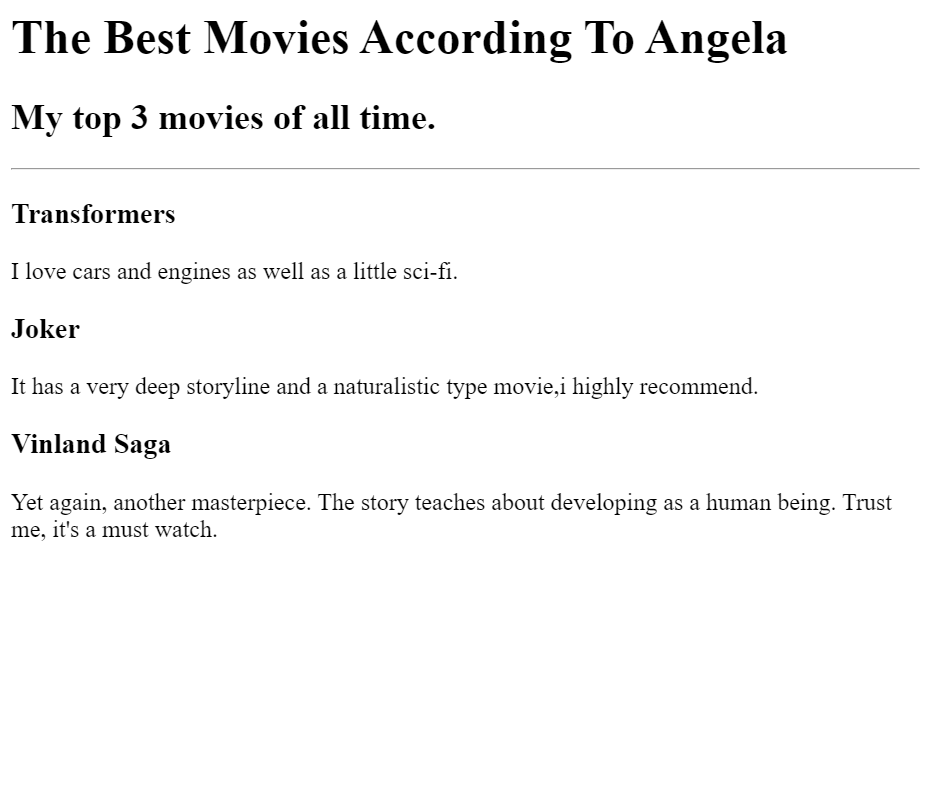 The Best Movies According To Angela
My top 3 movies of all time.
Transformers
I love cars and engines as well as a little sci-fi.
Joker
It has a very deep storyline and a naturalistic type movie,i highly recommend.
Vinland Saga
Yet again, another masterpiece. The story teaches about developing as a human being. Trust
me, it's a must watch.